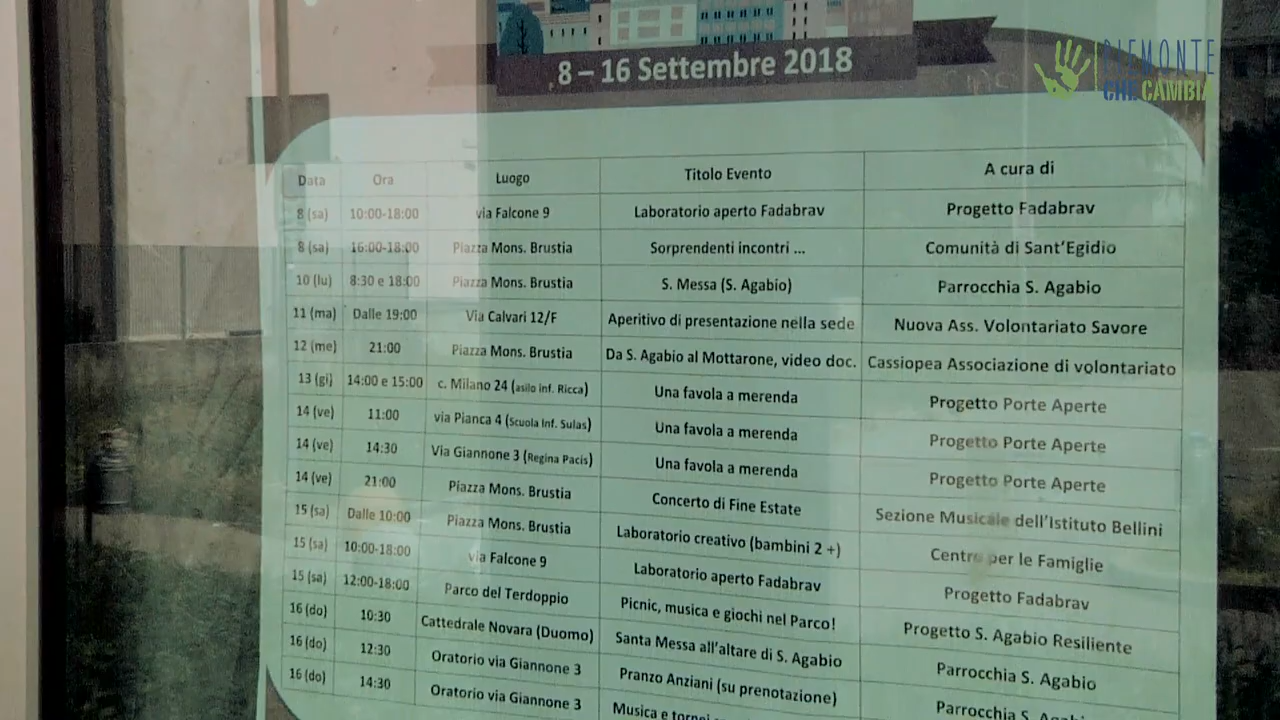 8 – 16 Settembre 2018
PIEMONTE
CHE CAMBIA
Data Ora Luogo Titolo Evento A cura di
8 (sa) 10:00-18:00 via Falcone 9 Laboratorio aperto Fadabrav Progetto Fadabrav
8 (sa) 16:00-18:00 Piazza Mons. Brustia Sorprendenti incontri ... Comunità di Sant'Egidio
10 (lu) 8:30 e 18:00 Piazza Mons. Brustia S. Messa (S. Agabio) Parrocchia S. Agabio
11 (ma) Dalle 19:00 Via Calvari 12/F Aperitivo di presentazione nella sede Nuova Ass. Volontariato Savore
12 (me) 21:00 Piazza Mons. Brustia Da S. Agabio al Mottarone, video doc. Cassiopea Associazione di volontariato
13 (gi) 14:00 e 15:00 c. Milano 24 (asilo inf. Ricca) Una favola a merenda Progetto Porte Aperte
14 (ve) 11:00 via Pianca 4 (Scuola Inf. Sulas) Una favola a merenda Progetto Porte Aperte
14 (ve) 14:30 Via Giannone 3 (Regina Pacis) Una favola a merenda Progetto Porte Aperte
14 (ve) 21:00 Piazza Mons. Brustia Concerto di Fine Estate Sezione Musicale dell'Istituto Bellini
15 (sa) Dalle 10:00 Piazza Mons. Brustia Laboratorio creativo (bambini 2 +) Centro per le Famiglie
15 (sa) 10:00-18:00 via Falcone 9 Laboratorio aperto Fadabrav Progetto Fadabrav
15 (sa) 12:00-18:00 Parco del Terdoppio Picnic, musica e giochi nel Parco! Progetto S. Agabio Resiliente
16 (do) 10:30 Cattedrale Novara (Duomo) Santa Messa all'altare di S. Agabio Parrocchia S. Agabio
16 (do) 12:30 Oratorio via Giannone 3 Pranzo Anziani (su prenotazione) Parrocchia S. Agabio
16 (do) 14:30 Oratorio via Giannone 3 Musica e tornei